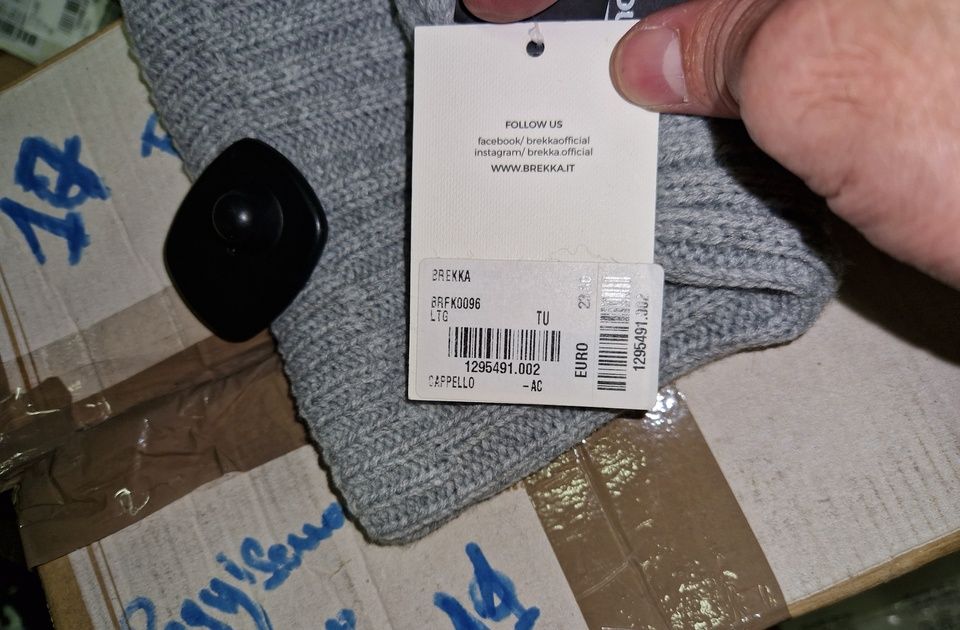 FOLLOW US
facebook/ brekkaofficial
instagram/ brekka.official
WWW.BREKKA.IT
BREKKA
BRFK0096
LTG
TU
1295491.002
CAPPELLO
-AC
EURO
1295491.002
10